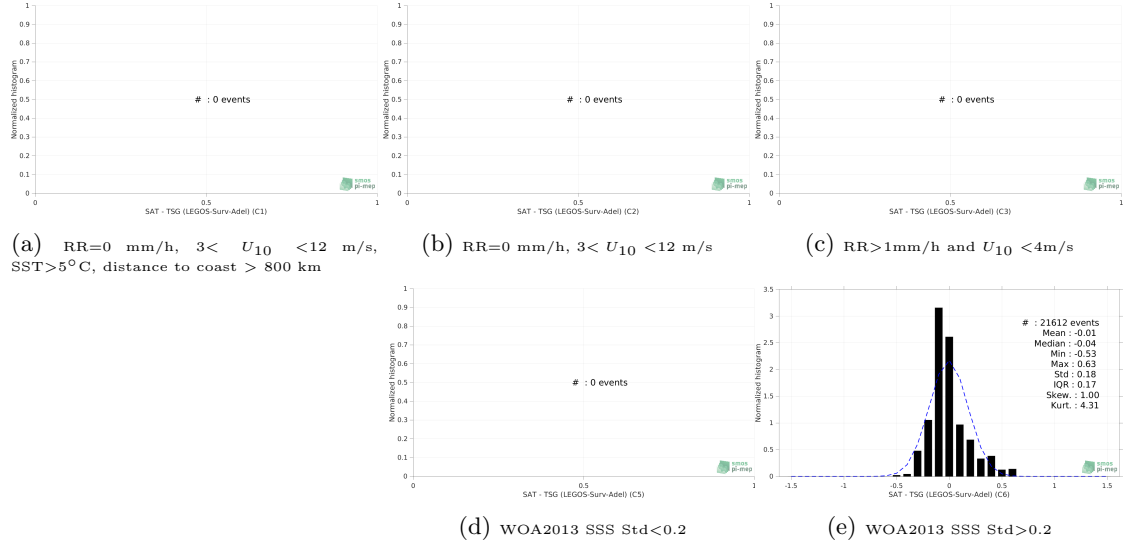 Normalized histogram
1
0.9
0.8
0.7
0.6
0.5
0.4
0.3
0.2
0.1
0
# : 0 events
smos
pi-mep
0 0.5 1
SAT - TSG (LEGOS-Surv-Adel) (C1)
(a) RR=0 mm/h, 3< U10 <12 m/s,
SST>5°C, distance to coast > 800 km
Normalized histogram
1
0.9
0.8
0.7
0.6
0.5
0.4
0.3
0.2
0.1
0
# : 0 events
smos
pi-mep
0 0.5 1
SAT - TSG (LEGOS-Surv-Adel) (C2)
(b) RR=0 mm/h, 3< U10 <12 m/s
Normalized histogram
1
0.9
0.8
0.7
0.6
0.5
0.4
0.3
0.2
0.1
0
# : 0 events
smos
pi-mep
0 0.5 1
SAT - TSG (LEGOS-Surv-Adel) (C3)
(c) RR>1mm/h and U10 <4m/s
Normalized histogram
1
0.9
0.8
0.7
0.6
0.5
0.4
0.3
0.2
0.1
0
# : 0 events
smos
pi-mep
0 0.5 1
SAT - TSG (LEGOS-Surv-Adel) (C5)
(d) WOA2013 SSS Std<0.2
Normalized histogram
3.5
3
2.5
2
1.5
1
0.5
0
# : 21612 events
Mean : -0.01
Median : -0.04
Min : -0.53
Max : 0.63
Std : 0.18
IQR : 0.17
Skew. : 1.00
Kurt. : 4.31
smos
pi-mep
-1.5 -1 -0.5 0 0.5 1 1.5
SAT - TSG (LEGOS-Surv-Adel) (C6)
(e) WOA2013 SSS Std>0.2